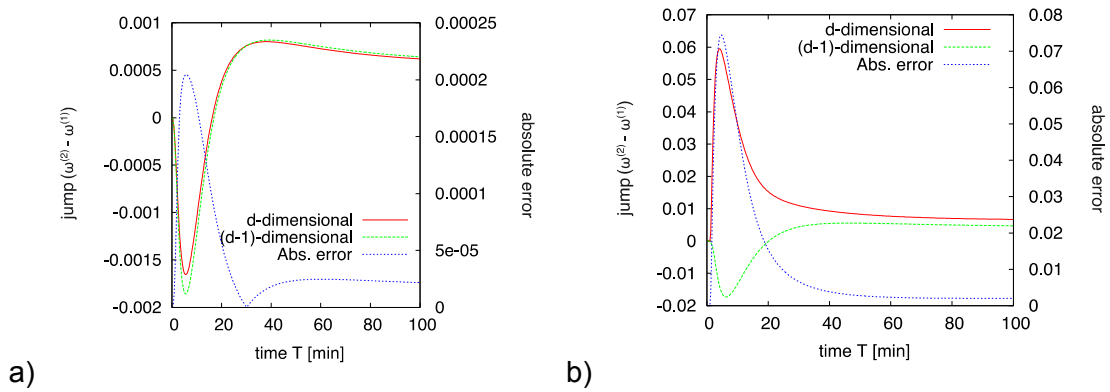 0.001
0.0005
0
-0.0005
-0.001
-0.0015
-0.002
jump (ω(2) - ω(1))
0 20 40 60 80 100
time T [min]
d-dimensional
(d-1)-dimensional
Abs. error
0.00025
0.0002
0.00015
0.0001
5e-05
0
absolute error
a)
0.07
0.06
0.05
0.04
0.03
0.02
0.01
0
-0.01
-0.02
jump (ω(2) - ω(1))
0 20 40 60 80 100
time T [min]
d-dimensional
(d-1)-dimensional
Abs. error
0.08
0.07
0.06
0.05
0.04
0.03
0.02
0.01
0
absolute error
b)